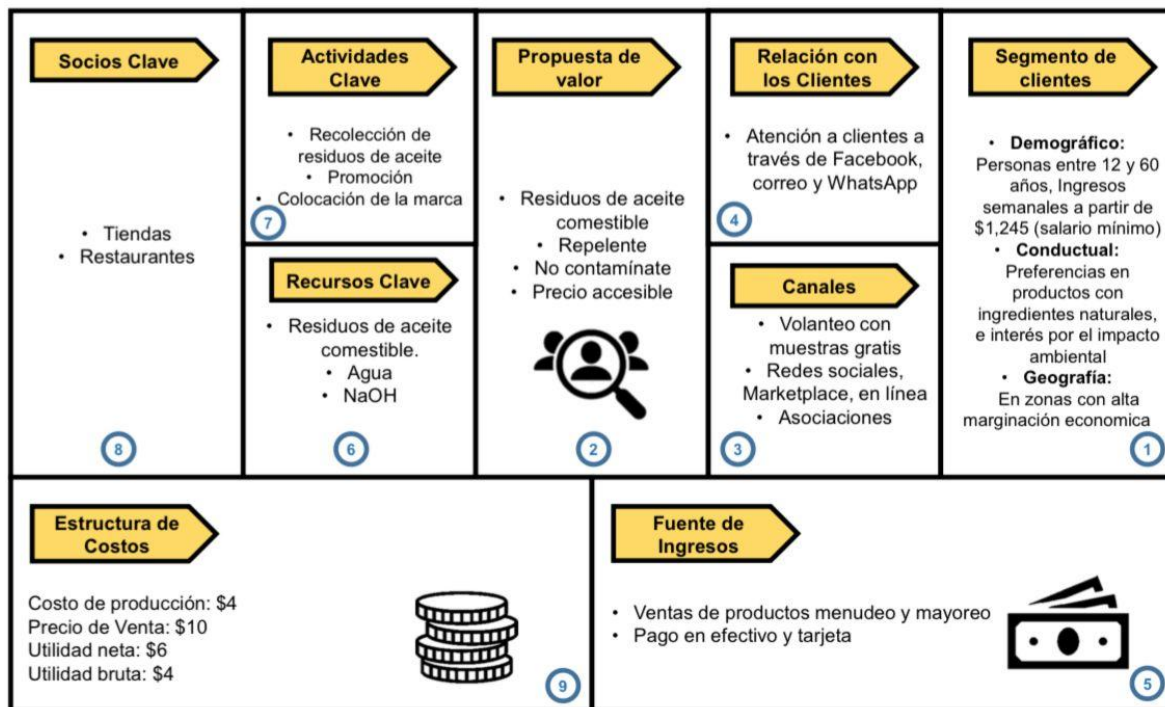 Socios Clave
• Tiendas
• Restaurantes
8
Actividades
Clave
• Recolección de
residuos de aceite
• Promoción
• Colocación de la marca
7
Recursos Clave
• Residuos de aceite
comestible.
• Agua
• NaOH
6
Propuesta de
valor
• Residuos de aceite
comestible
• Repelente
• No contamínate
• Precio accesible
2
Relación con
los Clientes
• Atención a clientes a
través de Facebook,
correo y WhatsApp
4
Canales
• Volanteo con
muestras gratis
• Redes sociales,
Marketplace, en línea
• Asociaciones
3
Segmento de
clientes
• Demográfico:
Personas entre 12 y 60
años, Ingresos
semanales a partir de
$1,245 (salario mínimo)
• Conductual:
Preferencias en
productos con
ingredientes naturales,
e interés por el impacto
ambiental
• Geografía:
En zonas con alta
marginación economica
1
Estructura de
Costos
Costo de producción: $4
Precio de Venta: $10
Utilidad neta: $6
Utilidad bruta: $4
9
Fuente de
Ingresos
• Ventas de productos menudeo y mayoreo
• Pago en efectivo y tarjeta
5